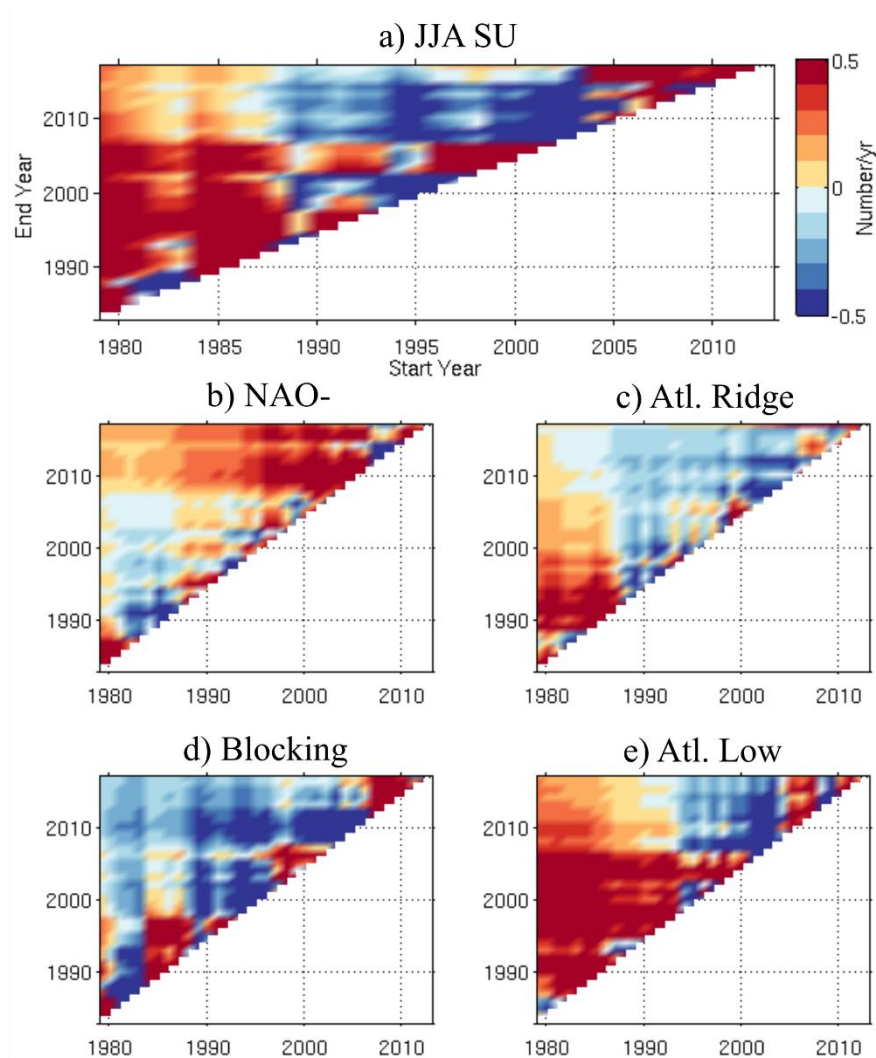 a) JJA SU
End Year
2010
2000
1990
1980 1985 1990 1995 2000 2005 2010
Start Year
0.5
0
-0.5
Number/yr
b) NAO-
2010
2000
1990
1980 1990 2000 2010
c) Atl. Ridge
2010
2000
1990
1980 1990 2000 2010
d) Blocking
2010
2000
1990
1980 1990 2000 2010
e) Atl. Low
2010
2000
1990
1980 1990 2000 2010